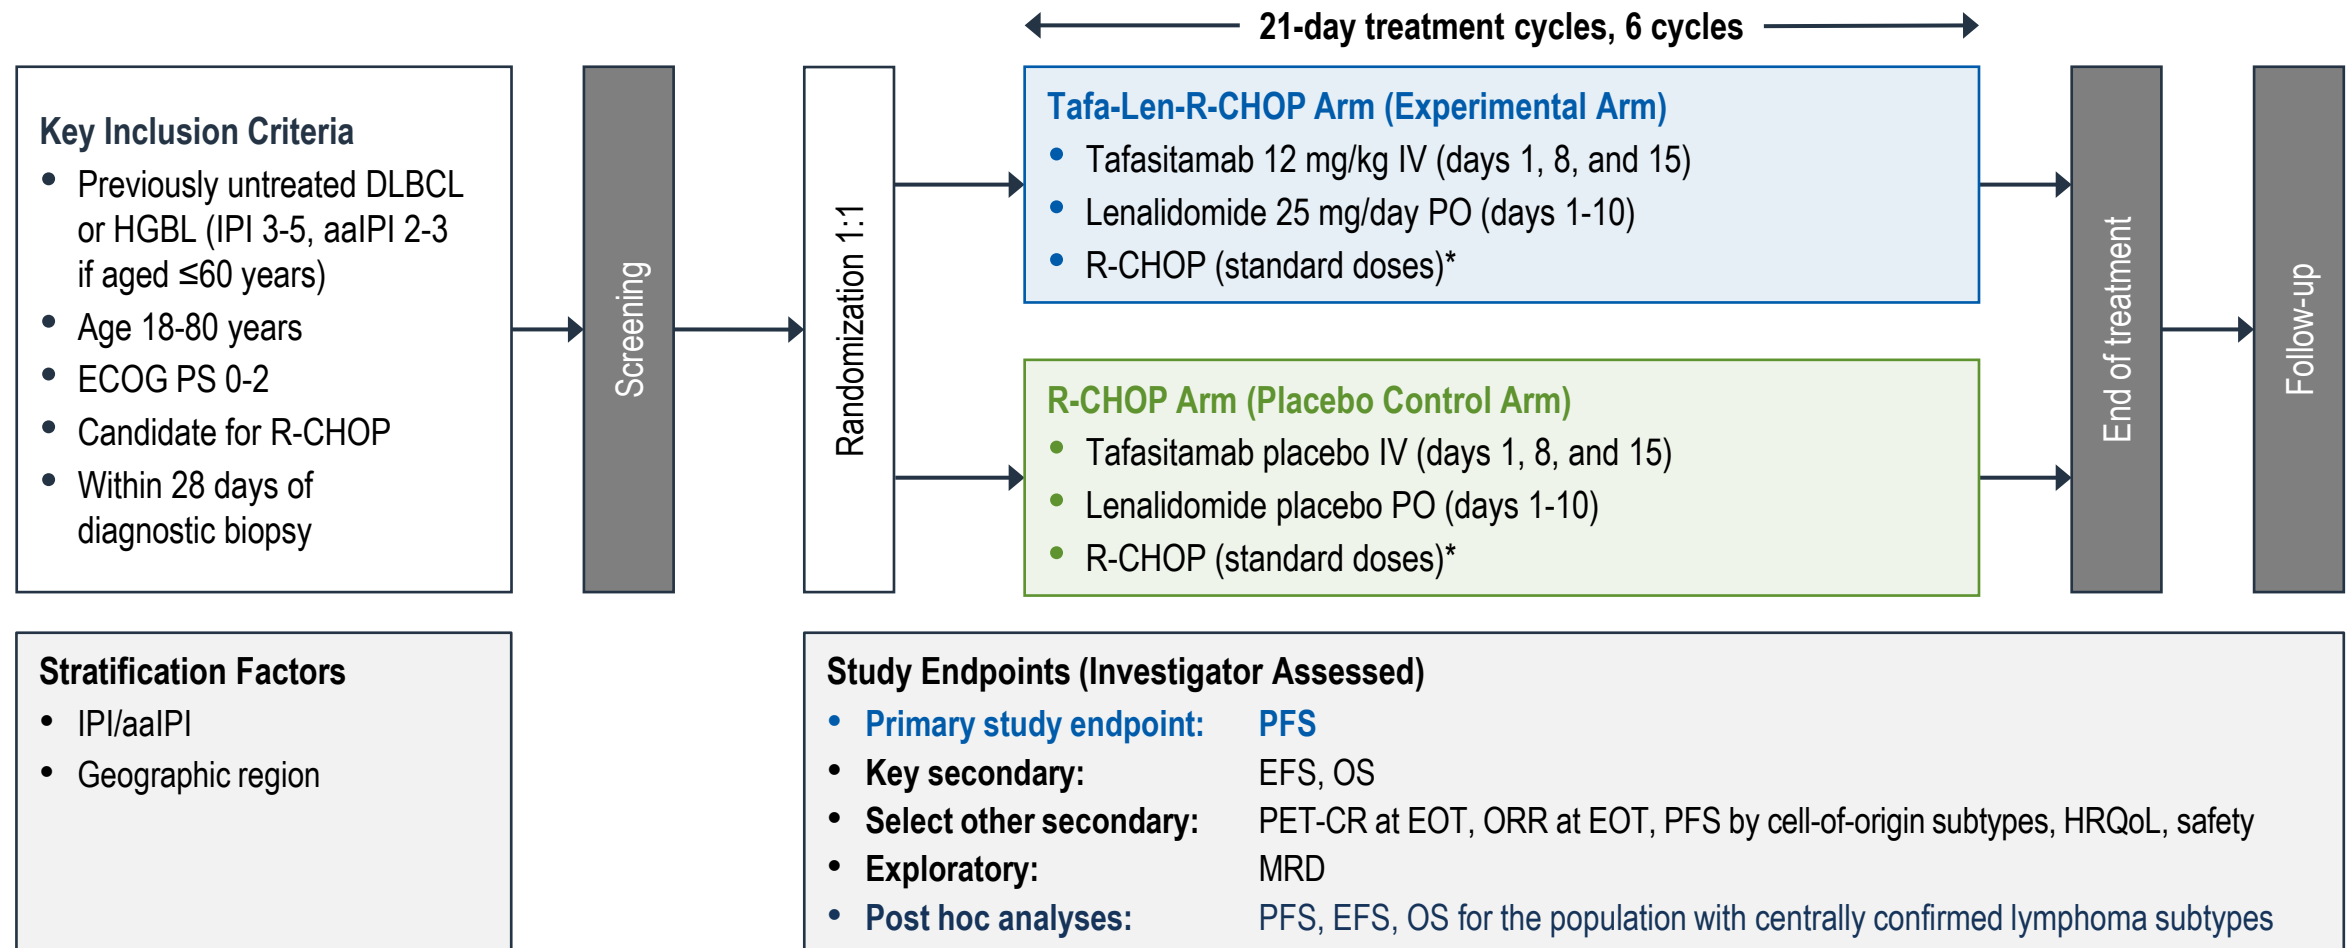 21-day treatment cycles, 6 cycles
Key Inclusion Criteria
• Previously untreated DLBCL
or HGBL (IPI 3-5, aaIPI 2-3
if aged ≤60 years)
• Age 18-80 years
• ECOG PS 0-2
• Candidate for R-CHOP
• Within 28 days of
diagnostic biopsy
Screening
Randomization 1:1
Tafa-Len-R-CHOP Arm (Experimental Arm)
• Tafasitamab 12 mg/kg IV (days 1, 8, and 15)
• Lenalidomide 25 mg/day PO (days 1-10)
• R-CHOP (standard doses)*
R-CHOP Arm (Placebo Control Arm)
• Tafasitamab placebo IV (days 1, 8, and 15)
• Lenalidomide placebo PO (days 1-10)
• R-CHOP (standard doses)*
End of treatment
Follow-up
Stratification Factors
• IPI/aaIPI
• Geographic region
Study Endpoints (Investigator Assessed)
• Primary study endpoint: PFS
• Key secondary: EFS, OS
• Select other secondary: PET-CR at EOT, ORR at EOT, PFS by cell-of-origin subtypes, HRQoL, safety
• Exploratory: MRD
• Post hoc analyses: PFS, EFS, OS for the population with centrally confirmed lymphoma subtypes